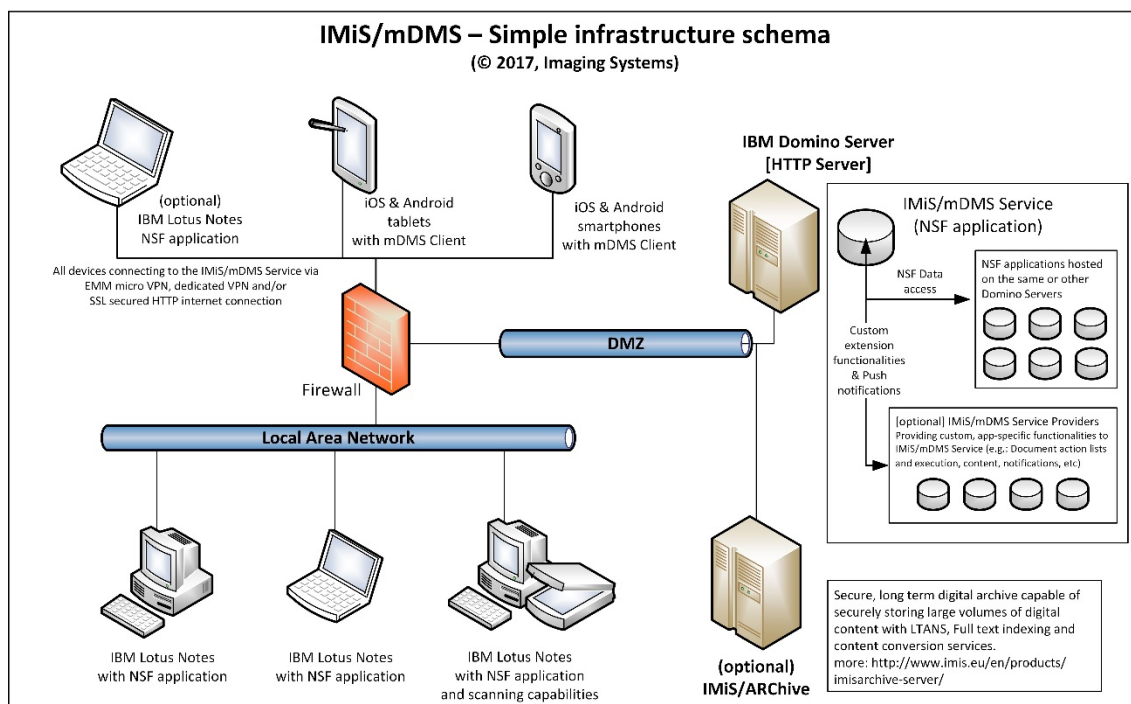 IMiS/mDMS – Simple infrastructure schema
(© 2017, Imaging Systems)
(optional)
IBM Lotus Notes
NSF application
iOS & Android
tablets
with mDMS Client
iOS & Android
smartphones
with mDMS Client
All devices connecting to the IMiS/mDMS Service via
EMM micro VPN, dedicated VPN and/or
SSL secured HTTP internet connection
IBM Domino Server
[HTTP Server]
IMiS/mDMS Service
(NSF application)
NSF Data
access
NSF applications hosted
on the same or other
Domino Servers
Custom
extension
functionalities
& Push
notifications
[optional] IMiS/mDMS Service Providers
Providing custom, app-specific functionalities to
IMiS/mDMS Service (e.g.: Document action lists
and execution, content, notifications, etc)
DMZ
Firewall
Local Area Network
IBM Lotus Notes
with NSF application
IBM Lotus Notes
with NSF application
IBM Lotus Notes
with NSF application
and scanning capabilities
(optional)
IMiS/ARChive
Secure, long term digital archive capable of
securely storing large volumes of digital
content with LTANS, Full text indexing and
content conversion services.
more: http://www.imis.eu/en/products/
imisarchive-server/